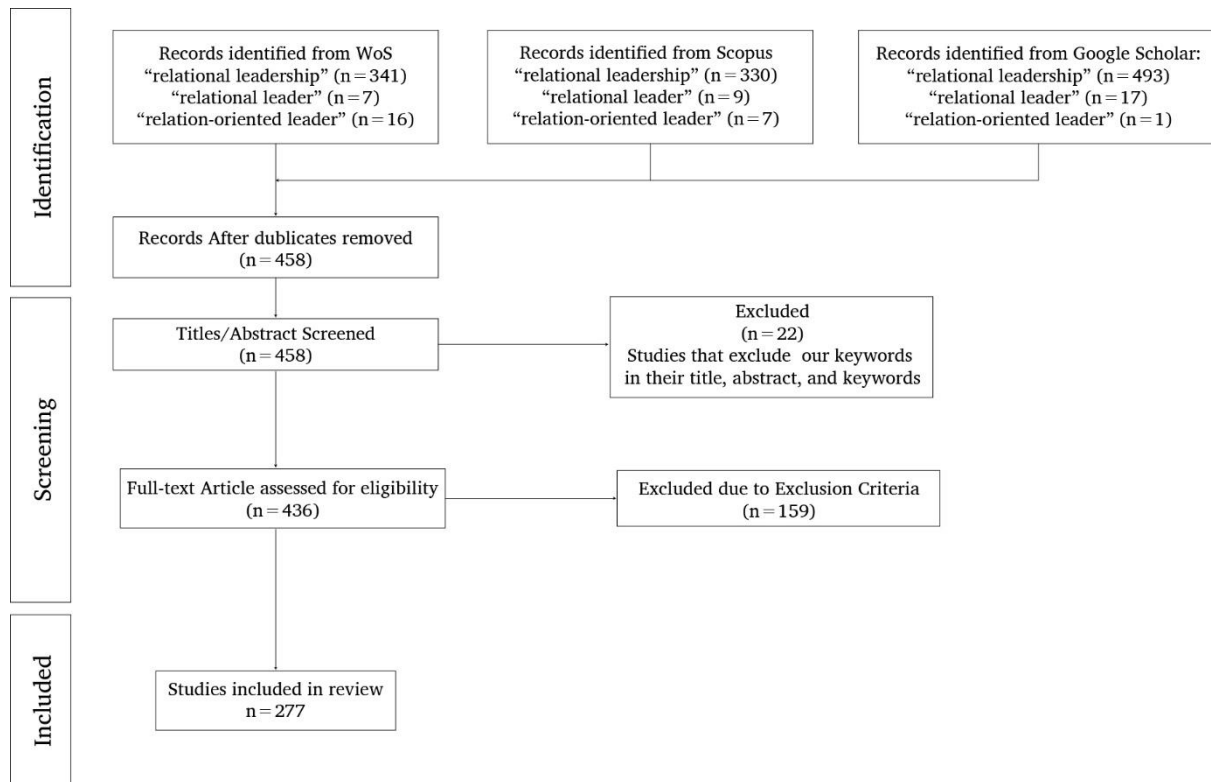 Identification
Records identified from WoS
“relational leadership” (n=341)
“relational leader” (n=7)
“relation-oriented leader” (n=16)
Records identified from Scopus
“relational leadership” (n=330)
“relational leader” (n=9)
“relation-oriented leader” (n=7)
Records identified from Google Scholar:
“relational leadership” (n=493)
“relational leader” (n=17)
“relation-oriented leader” (n=1)
Records After dublicates removed
(n=458)
Screening
Titles/Abstract Screened
(n=458)
Excluded
(n=22)
Studies that exclude our keywords
in their title, abstract, and keywords
Full-text Article assessed for eligibility
(n=436)
Excluded due to Exclusion Criteria
(n=159)
Included
Studies included in review
n=277